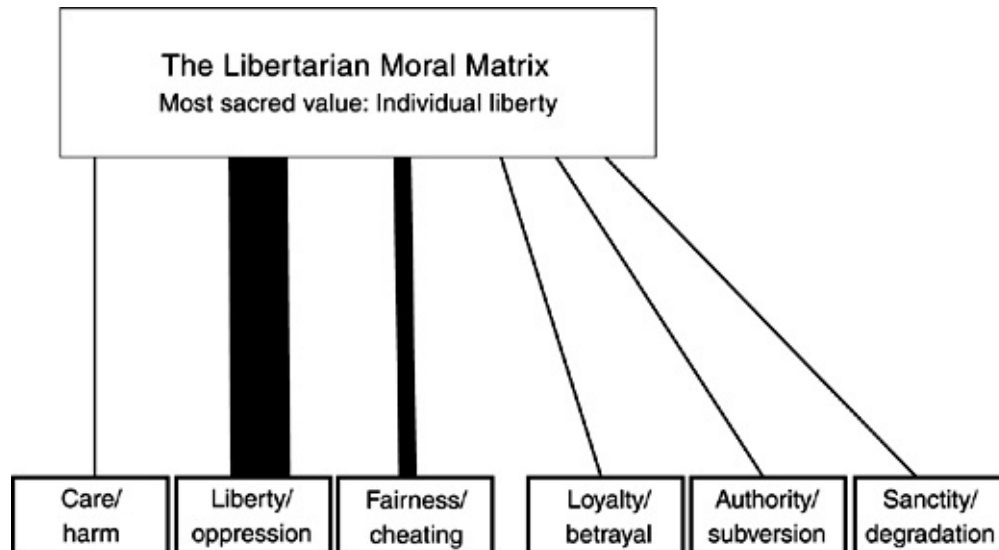 The Libertarian Moral Matrix
Most sacred value: Individual liberty
Care/
harm
Liberty/
oppression
Fairness/
cheating
Loyalty/
betrayal
Authority/
subversion
Sanctity/
degradation